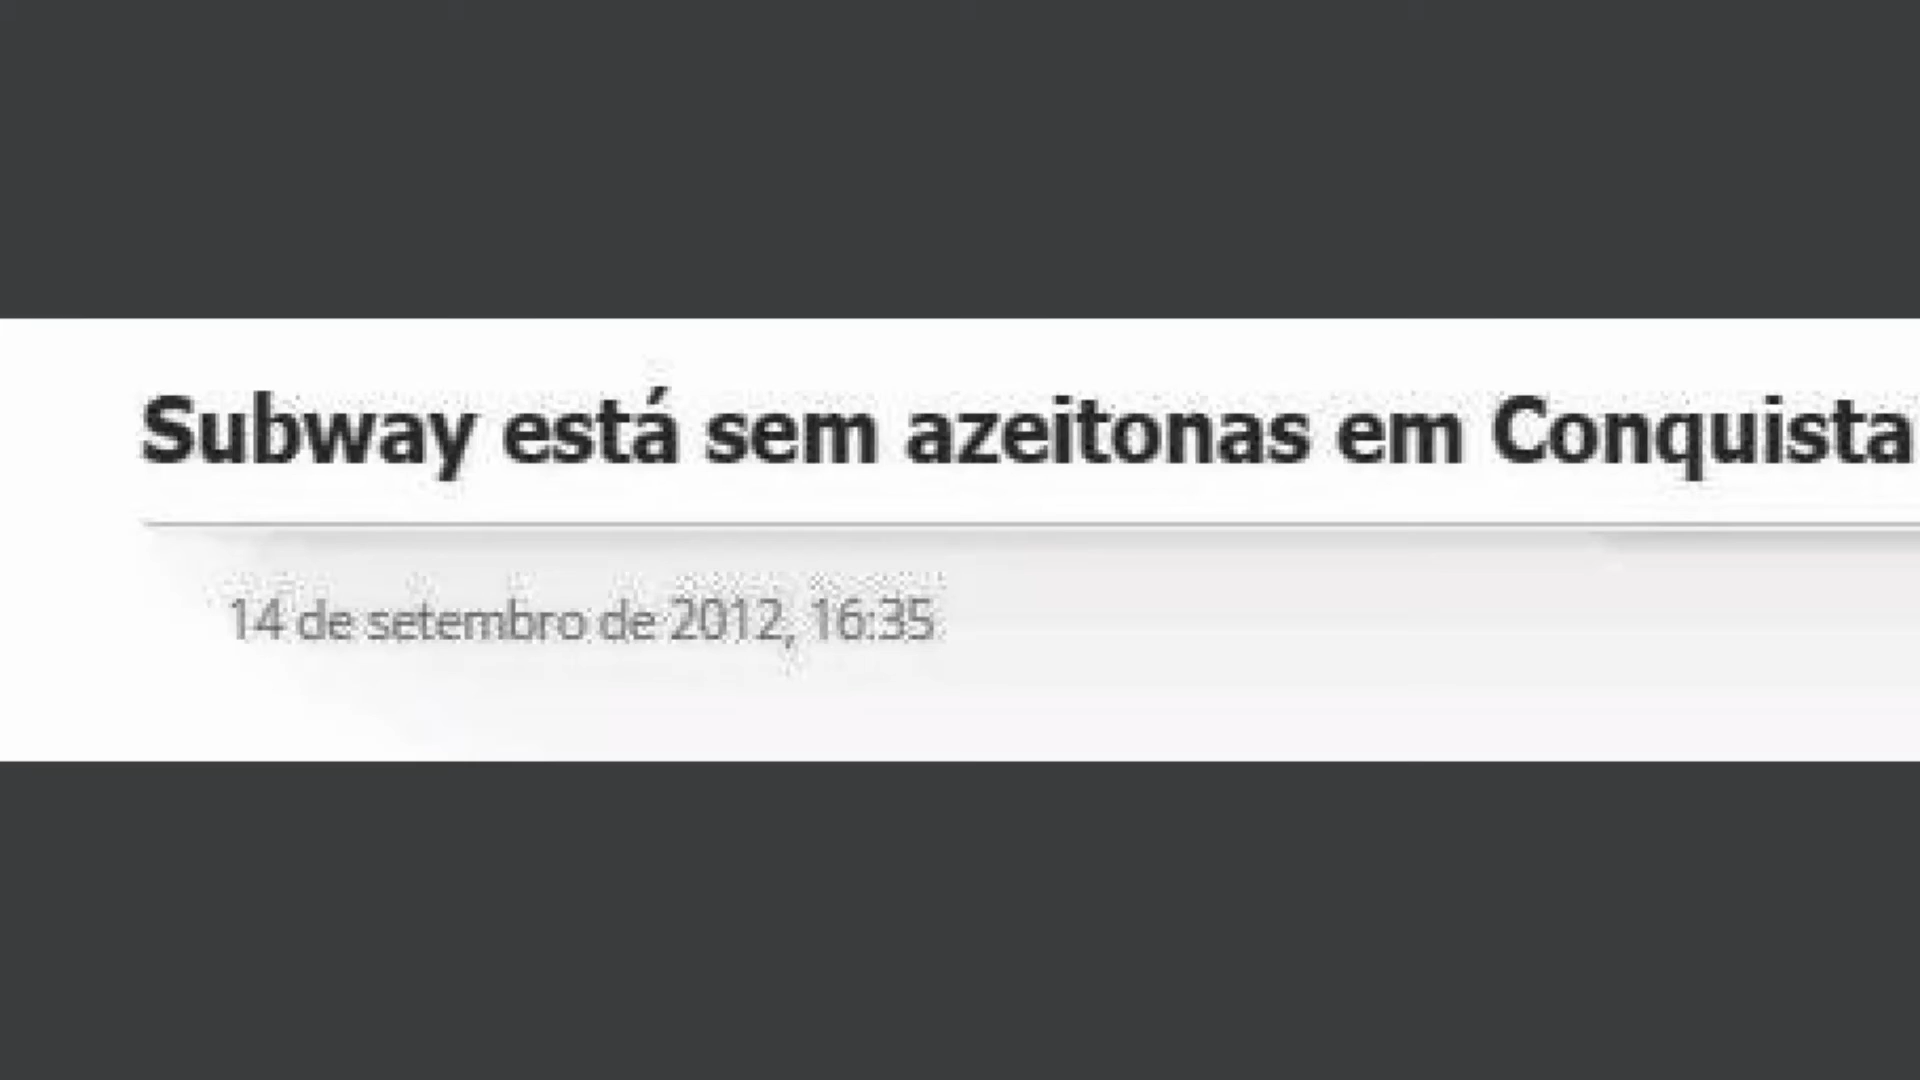 Subway está sem azeitonas em Conquista
14 de setembro de 2012, 16:35